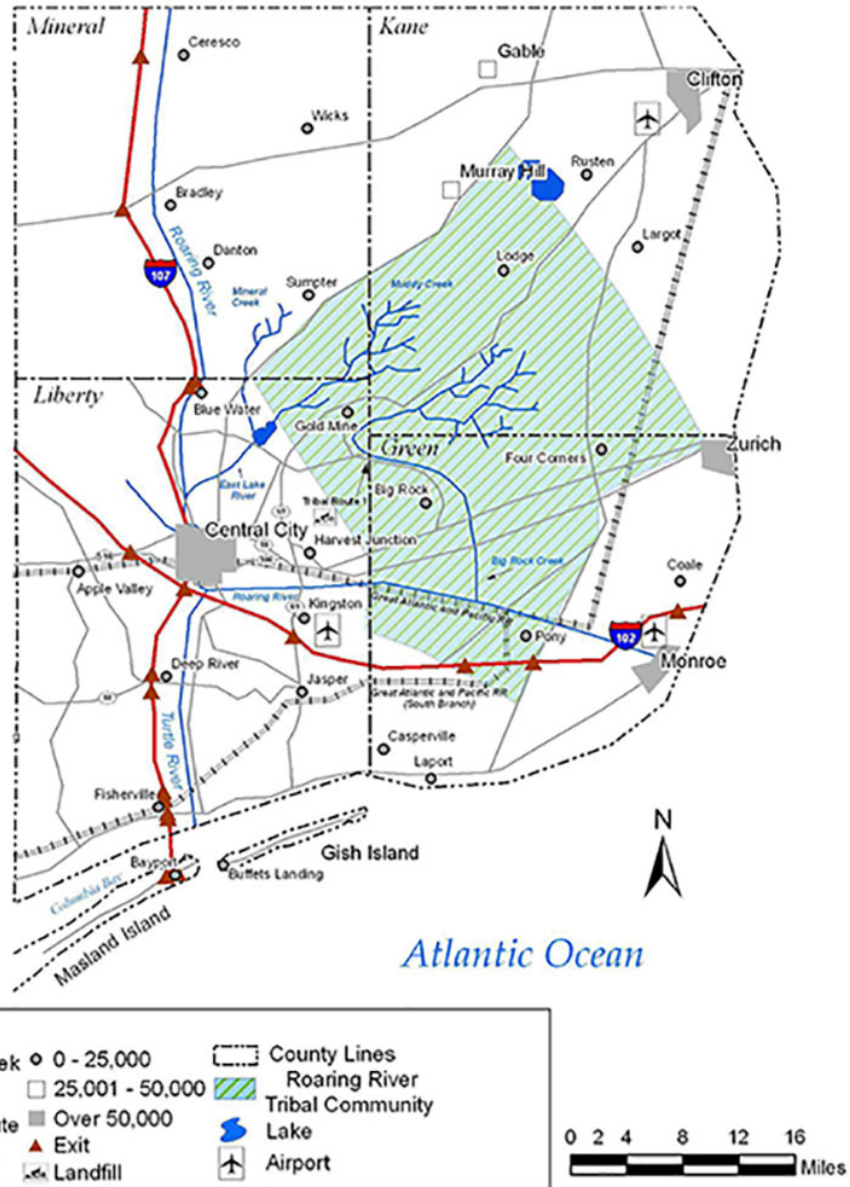 Mineral
Kane
Ceresco
Gable
Clifton
Wicks
Murray Hill
Rusten
Bradley
Roaring River
Danton
Largot
Lodge
107
Sumpter
Mineral
Creek
Muddy Creek
Liberty
Blue Water
Gold Mine
Green
Zurich
Four Corners
East Lake
River
Big Rock
Tribal Route 1
Central City
Harvest Junction
Big Rock Creek
Coale
Apple Valley
Roaring River
Great Atlantic and Pacific RR
Kingston
102
Pony
Monroe
Deep River
Jasper
Great Atlantic and Pacific RR
(South Branch)
Turtle River
Casperville
Laport
Fisherville
N
Gish Island
Bayport
Buffets Landing
Columbia Bay
Masland Island
Atlantic Ocean
ek
0 - 25,000
County Lines
25,001 - 50,000
Roaring River
Tribal Community
te
Over 50,000
Lake
Exit
Airport
Landfill
0 2 4 8 12 16
Miles